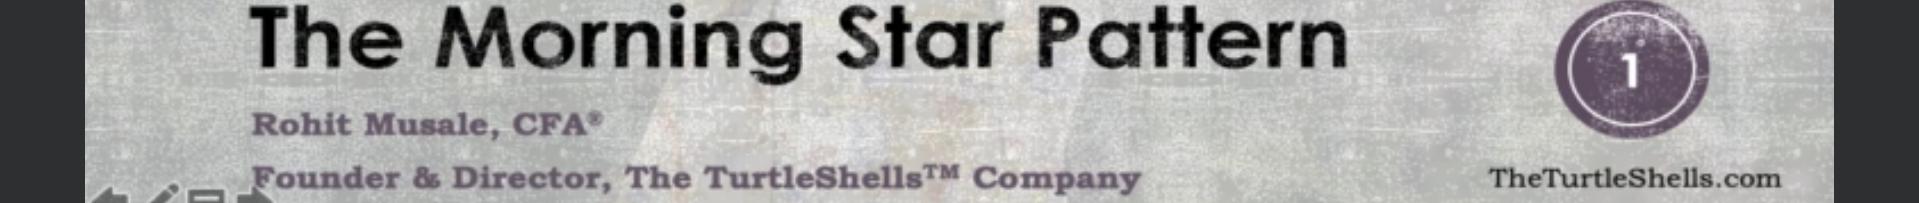 The Morning Star Pattern
1
Rohit Musale, CFA®
Founder & Director, The TurtleShells™ Company
TheTurtleShells.com